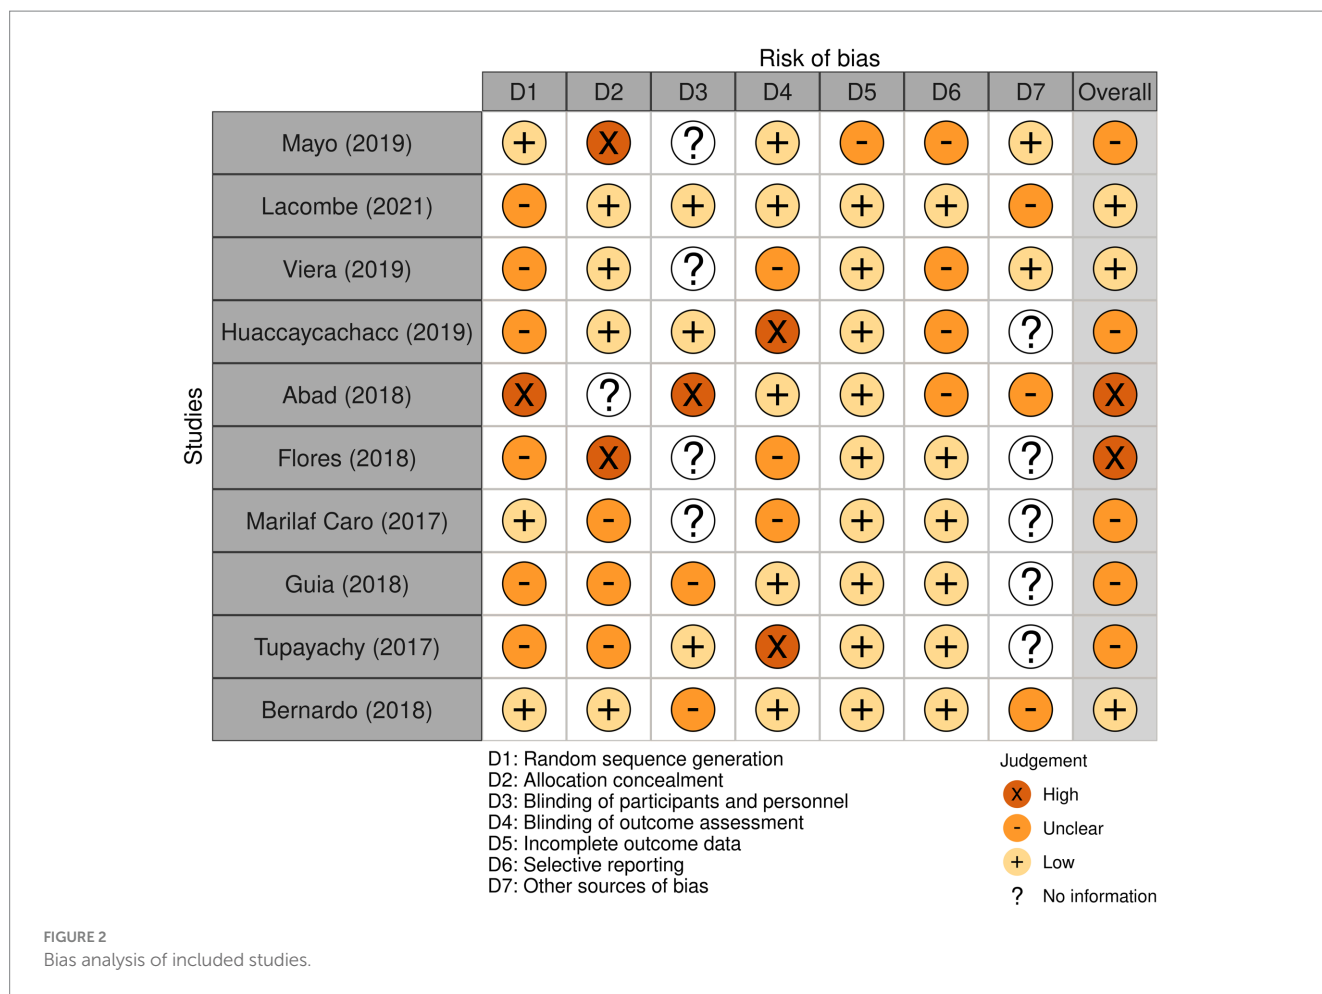 Risk of bias
D1 D2 D3 D4 D5 D6 D7 Overall
Studies
Mayo (2019) + X ? + - - + -
Lacombe (2021) - + + + + + - +
Viera (2019) - + ? - + - + +
Huaccaycachacc (2019) - + + X + - ? -
Abad (2018) X ? X + + - - X
Flores (2018) - X ? - + + ? X
Marilaf Caro (2017) + - ? - + + ? -
Guia (2018) - - - + + + ? -
Tupayachy (2017) - - + X + + ? -
Bernardo (2018) + + - + + + - +
D1: Random sequence generation
D2: Allocation concealment
D3: Blinding of participants and personnel
D4: Blinding of outcome assessment
D5: Incomplete outcome data
D6: Selective reporting
D7: Other sources of bias
Judgement
X High
- Unclear
+ Low
? No information
FIGURE 2
Bias analysis of included studies.